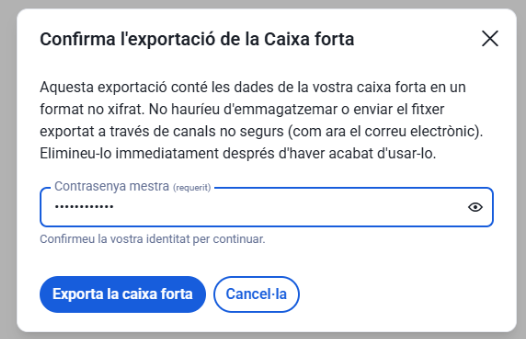 Confirma l'exportació de la Caixa forta
Aquesta exportació conté les dades de la vostra caixa forta en un
format no xifrat. No hauríeu d'emmagatzemar o enviar el fitxer
exportat a través de canals no segurs (com ara el correu electrònic).
Elimineu-lo immediatament després d'haver acabat d'usar-lo.
Contrasenya mestra (requerit)
••••••••••••
Confirmeu la vostra identitat per continuar.
Exporta la caixa forta
Cancel·la